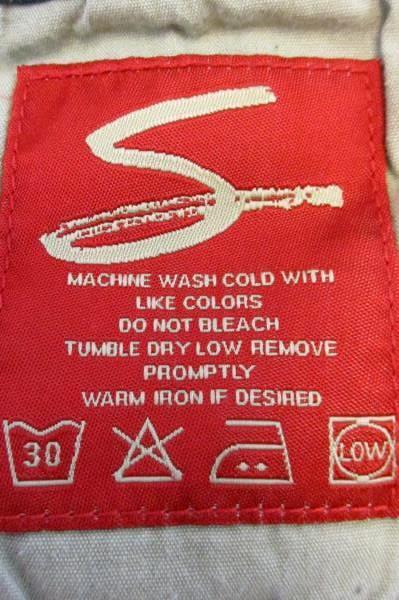 S
MACHINE WASH COLD WITH
LIKE COLORS
DO NOT BLEACH
TUMBLE DRY LOW REMOVE
PROMPTLY
WARM IRON IF DESIRED
30
LOW